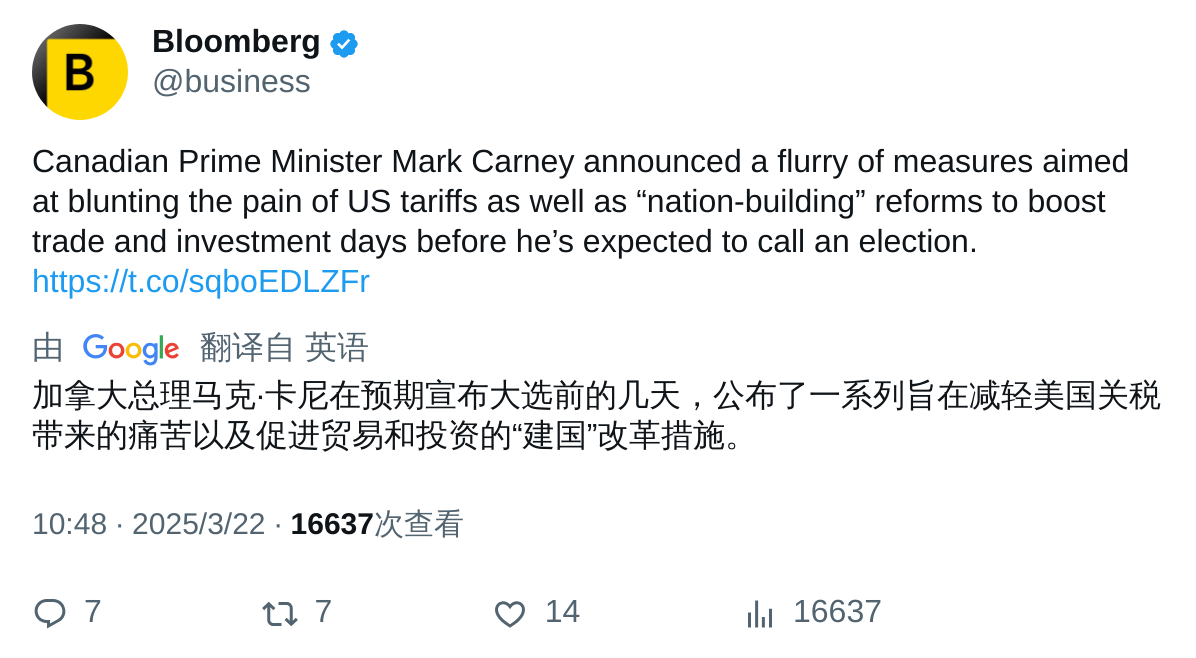 B
Bloomberg
@business
Canadian Prime Minister Mark Carney announced a flurry of measures aimed
at blunting the pain of US tariffs as well as “nation-building” reforms to boost
trade and investment days before he’s expected to call an election.
https://t.co/sqboEDLZFr
由 Google 翻译自 英语
加拿大总理马克·卡尼在预期宣布大选前的几天，公布了一系列旨在减轻美国关税
带来的痛苦以及促进贸易和投资的“建国”改革措施。
10:48 · 2025/3/22 · 16637次查看
7 7 14 16637